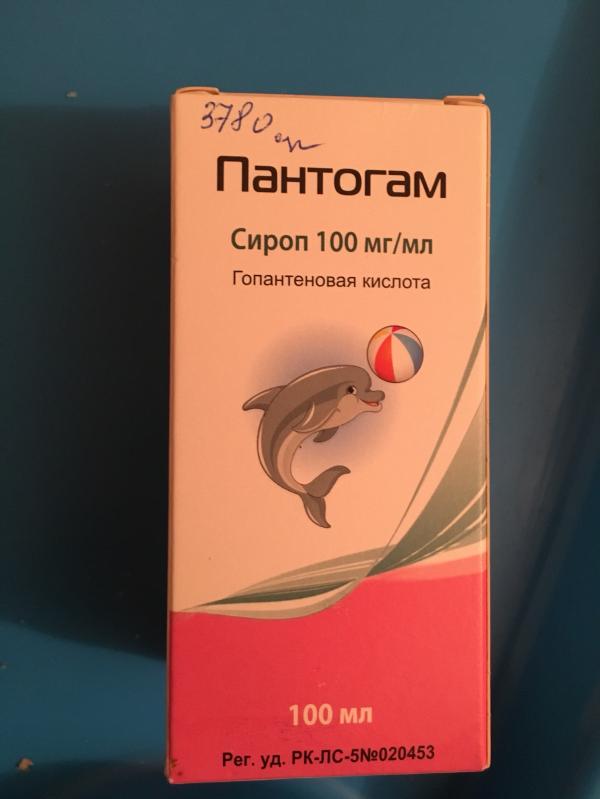 3780
Пантогам
Сироп 100 мг/мл
Гопантеновая кислота
100 мл
Рег. уд. РК-ЛС-5№020453